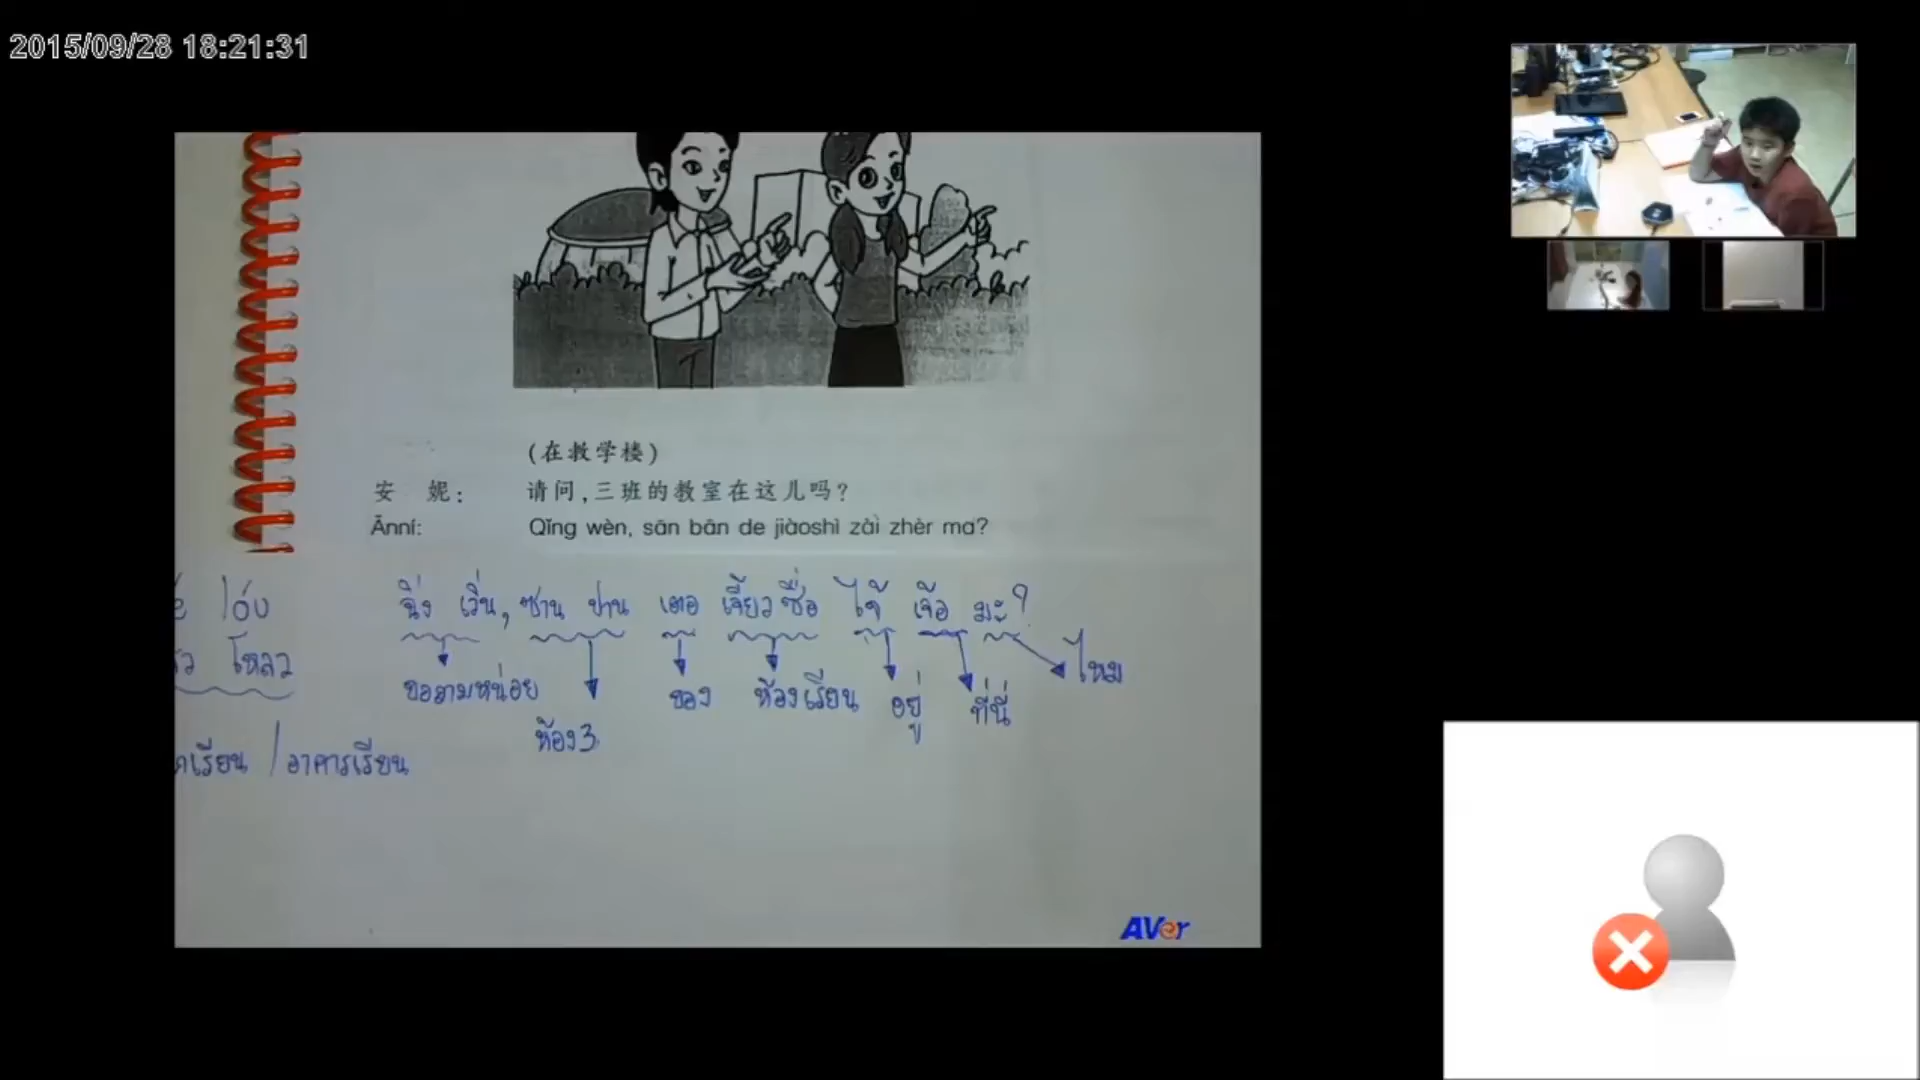 2015/09/28 18:21:31
(在教学楼)
安 妮: 请问,三班的教室在这儿吗?
Ānní: Qǐng wèn, sān bān de jiàoshì zài zhèr ma?
lóu ฉิ่ง เวิ่น, ซาน ปาน เตอ เจี้ยวซื่อ ไจ้ เจ้อ มะ?
โหลว
ขอถามหน่อย ของ ห้องเรียน อยู่ ที่นี่ ไหม
ห้อง3
เรียน / อาคารเรียน
AVer